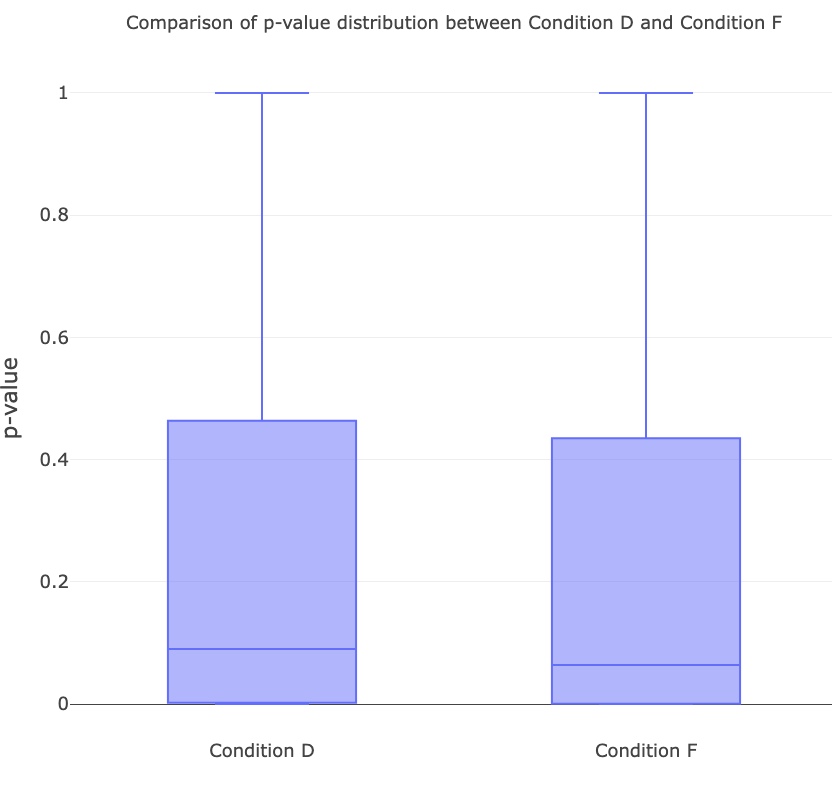 Comparison of p-value distribution between Condition D and Condition F
1
0.8
0.6
0.4
0.2
0
p-value
Condition D
Condition F